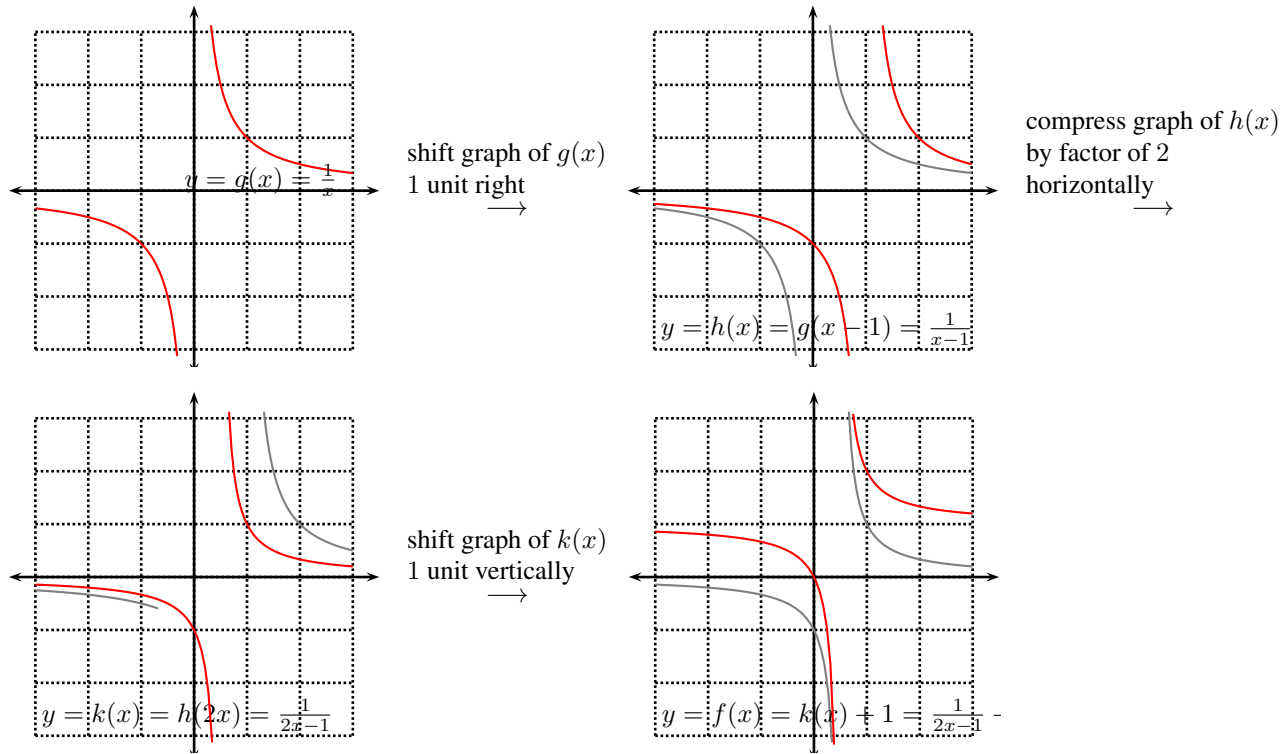 y = g(x) = 1/x
shift graph of g(x)
1 unit right
→
y = h(x) = g(x − 1) = 1/(x−1)
compress graph of h(x)
by factor of 2
horizontally
→
y = k(x) = h(2x) = 1/(2x−1)
shift graph of k(x)
1 unit vertically
→
y = f(x) = k(x) + 1 = 1/(2x−1)